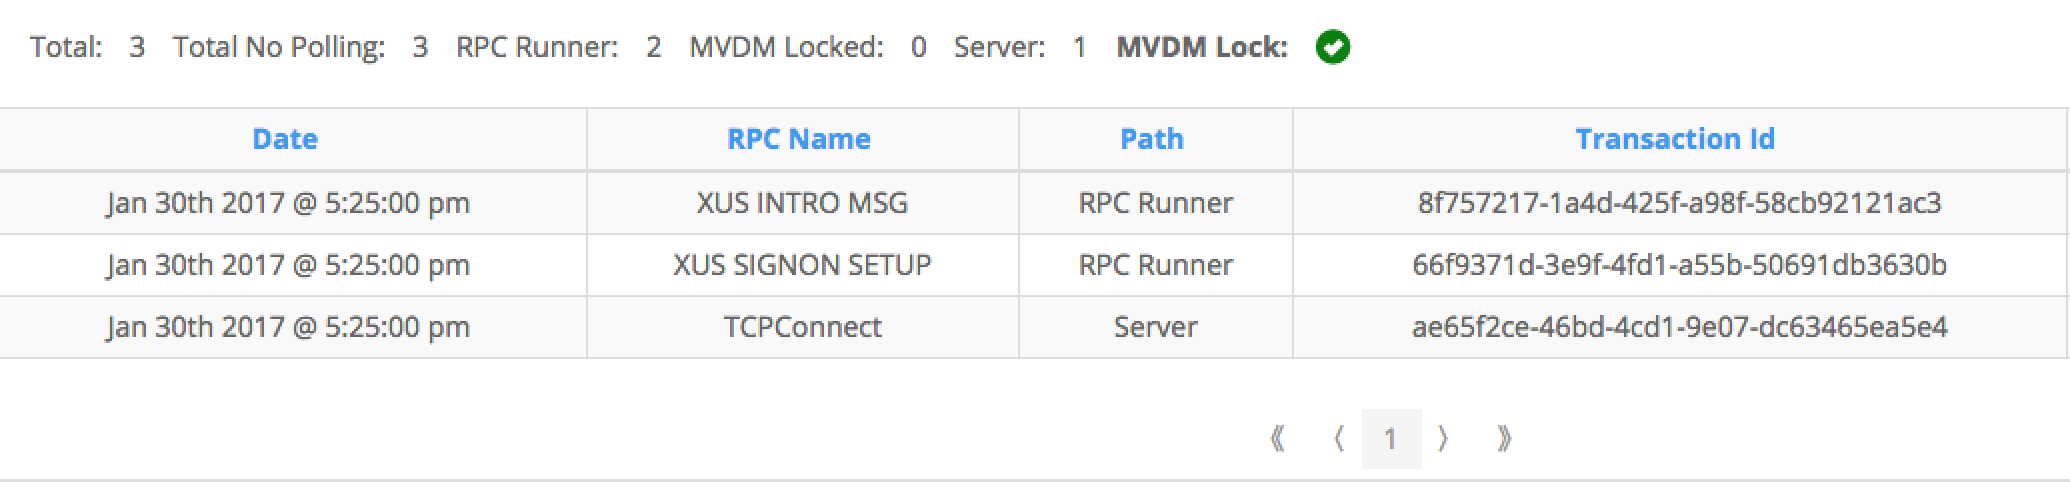 Total: 3 Total No Polling: 3 RPC Runner: 2 MVDM Locked: 0 Server: 1 MVDM Lock:
Date RPC Name Path Transaction Id
Jan 30th 2017 @ 5:25:00 pm XUS INTRO MSG RPC Runner 8f757217-1a4d-425f-a98f-58cb92121ac3
Jan 30th 2017 @ 5:25:00 pm XUS SIGNON SETUP RPC Runner 66f9371d-3e9f-4fd1-a55b-50691db3630b
Jan 30th 2017 @ 5:25:00 pm TCPConnect Server ae65f2ce-46bd-4cd1-9e07-dc63465ea5e4
⟪ ⟨ 1 ⟩ ⟫